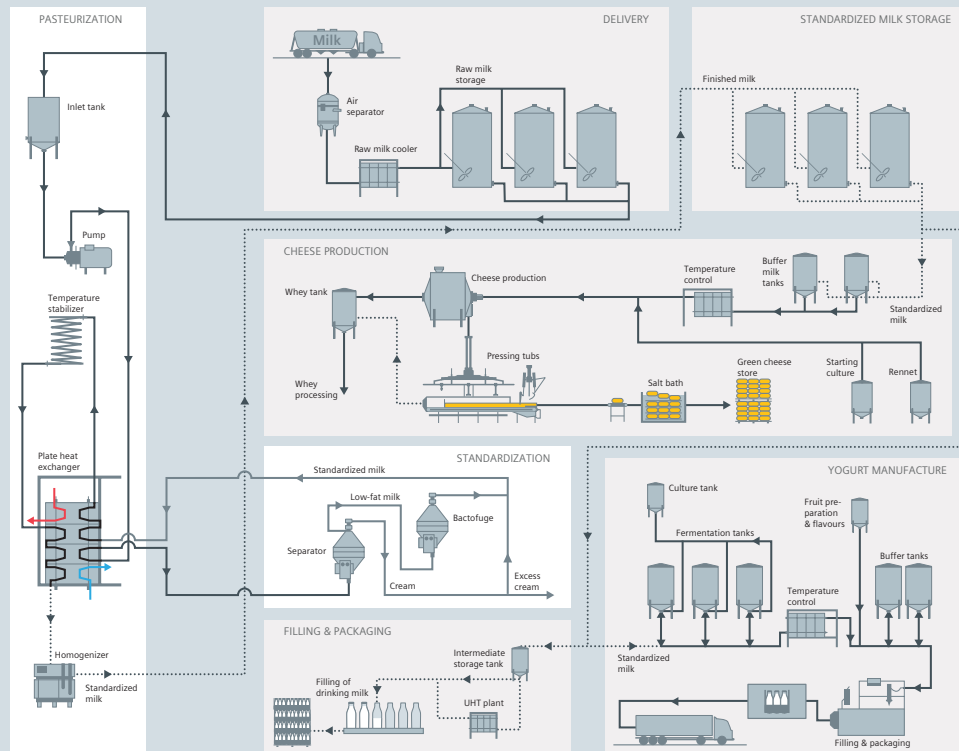 PASTEURIZATION
Inlet tank
Pump
Temperature
stabilizer
Plate heat
exchanger
Homogenizer
Standardized
milk
DELIVERY
Milk
Air
separator
Raw milk cooler
Raw milk
storage
STANDARDIZED MILK STORAGE
Finished milk
CHEESE PRODUCTION
Whey tank
Cheese production
Temperature
control
Buffer
milk
tanks
Standardized
milk
Whey
processing
Pressing tubs
Salt bath
Green cheese
store
Starting
culture
Rennet
STANDARDIZATION
Standardized milk
Low-fat milk
Bactofuge
Separator
Cream
Excess
cream
FILLING & PACKAGING
Intermediate
storage tank
Filling of
drinking milk
UHT plant
YOGURT MANUFACTURE
Culture tank
Fruit pre-
paration
& flavours
Fermentation tanks
Buffer tanks
Temperature
control
Standardized
milk
Filling & packaging